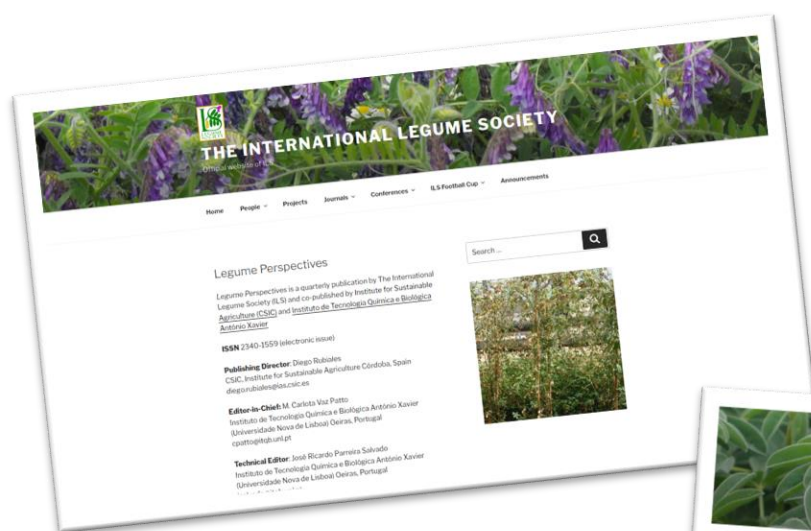 THE INTERNATIONAL LEGUME SOCIETY
Official website of ILS
Home People Projects Journals Conferences ILS Football Cup Announcements
Legume Perspectives
Search ...
Legume Perspectives is a quarterly publication by The International
Legume Society (ILS) and co-published by Institute for Sustainable
Agriculture (CSIC) and Instituto de Tecnologia Química e Biológica
António Xavier
ISSN 2340-1559 (electronic issue)
Publishing Director: Diego Rubiales
CSIC, Institute for Sustainable Agriculture Córdoba, Spain
diego.rubiales@ias.csic.es
Editor-in-Chief: M. Carlota Vaz Patto
Instituto de Tecnologia Química e Biológica António Xavier
(Universidade Nova de Lisboa) Oeiras, Portugal
cpatto@itqb.unl.pt
Technical Editor: José Ricardo Parreira Salvado
Instituto de Tecnologia Química e Biológica António Xavier
(Universidade Nova de Lisboa) Oeiras, Portugal